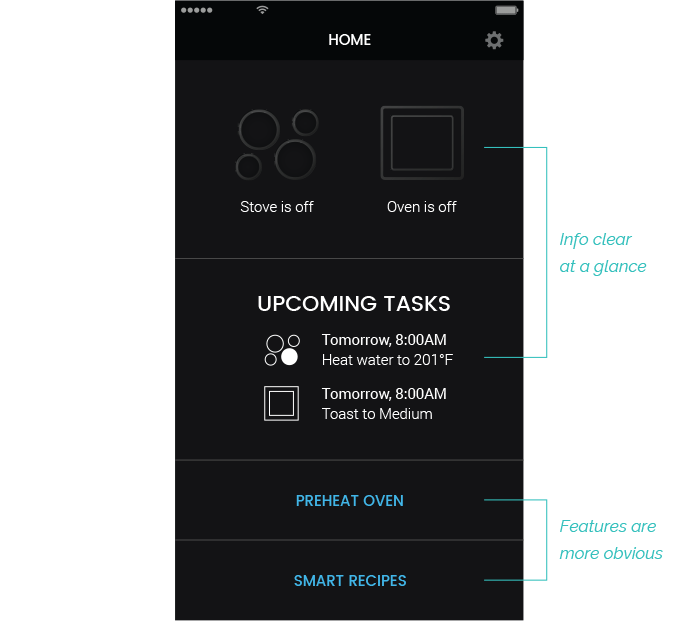 HOME
Stove is off
Oven is off
Info clear
at a glance
UPCOMING TASKS
Tomorrow, 8:00AM
Heat water to 201°F
Tomorrow, 8:00AM
Toast to Medium
PREHEAT OVEN
Features are
more obvious
SMART RECIPES